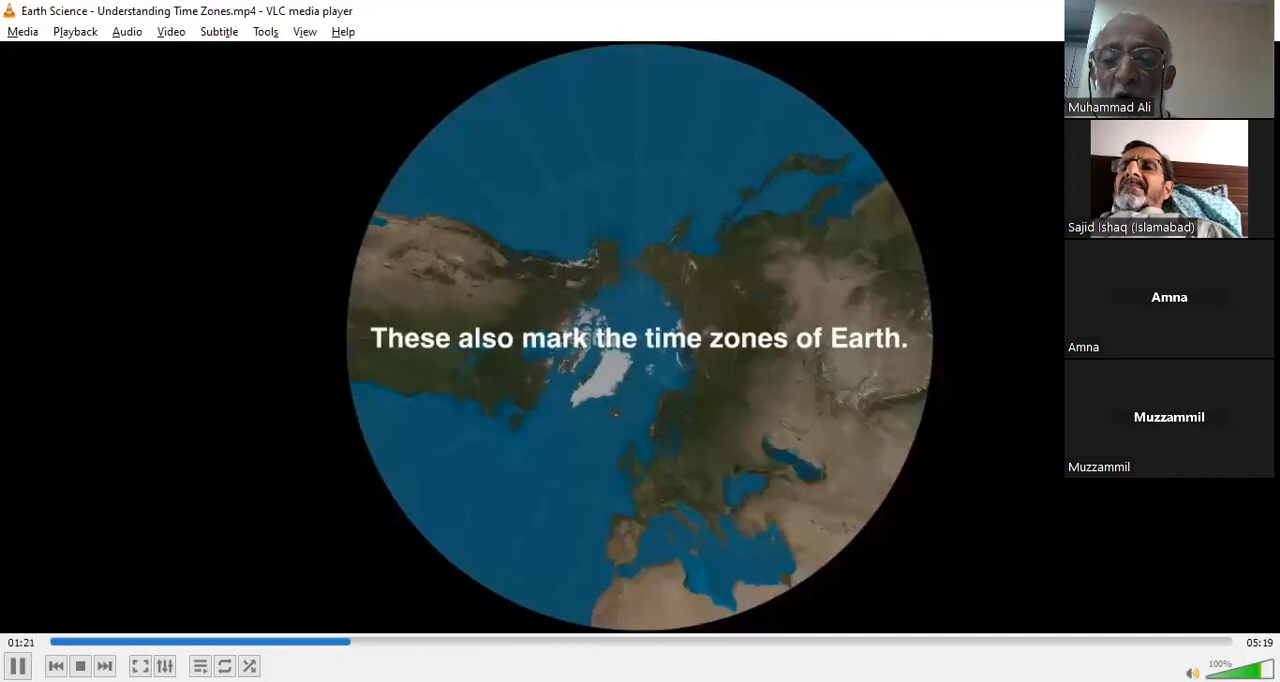 Earth Science - Understanding Time Zones.mp4 - VLC media player
Media Playback Audio Video Subtitle Tools View Help
Muhammad Ali
Sajid Ishaq (Islamabad)
Amna
Amna
These also mark the time zones of Earth.
Muzzammil
Muzzammil
01:21
05:19
100%